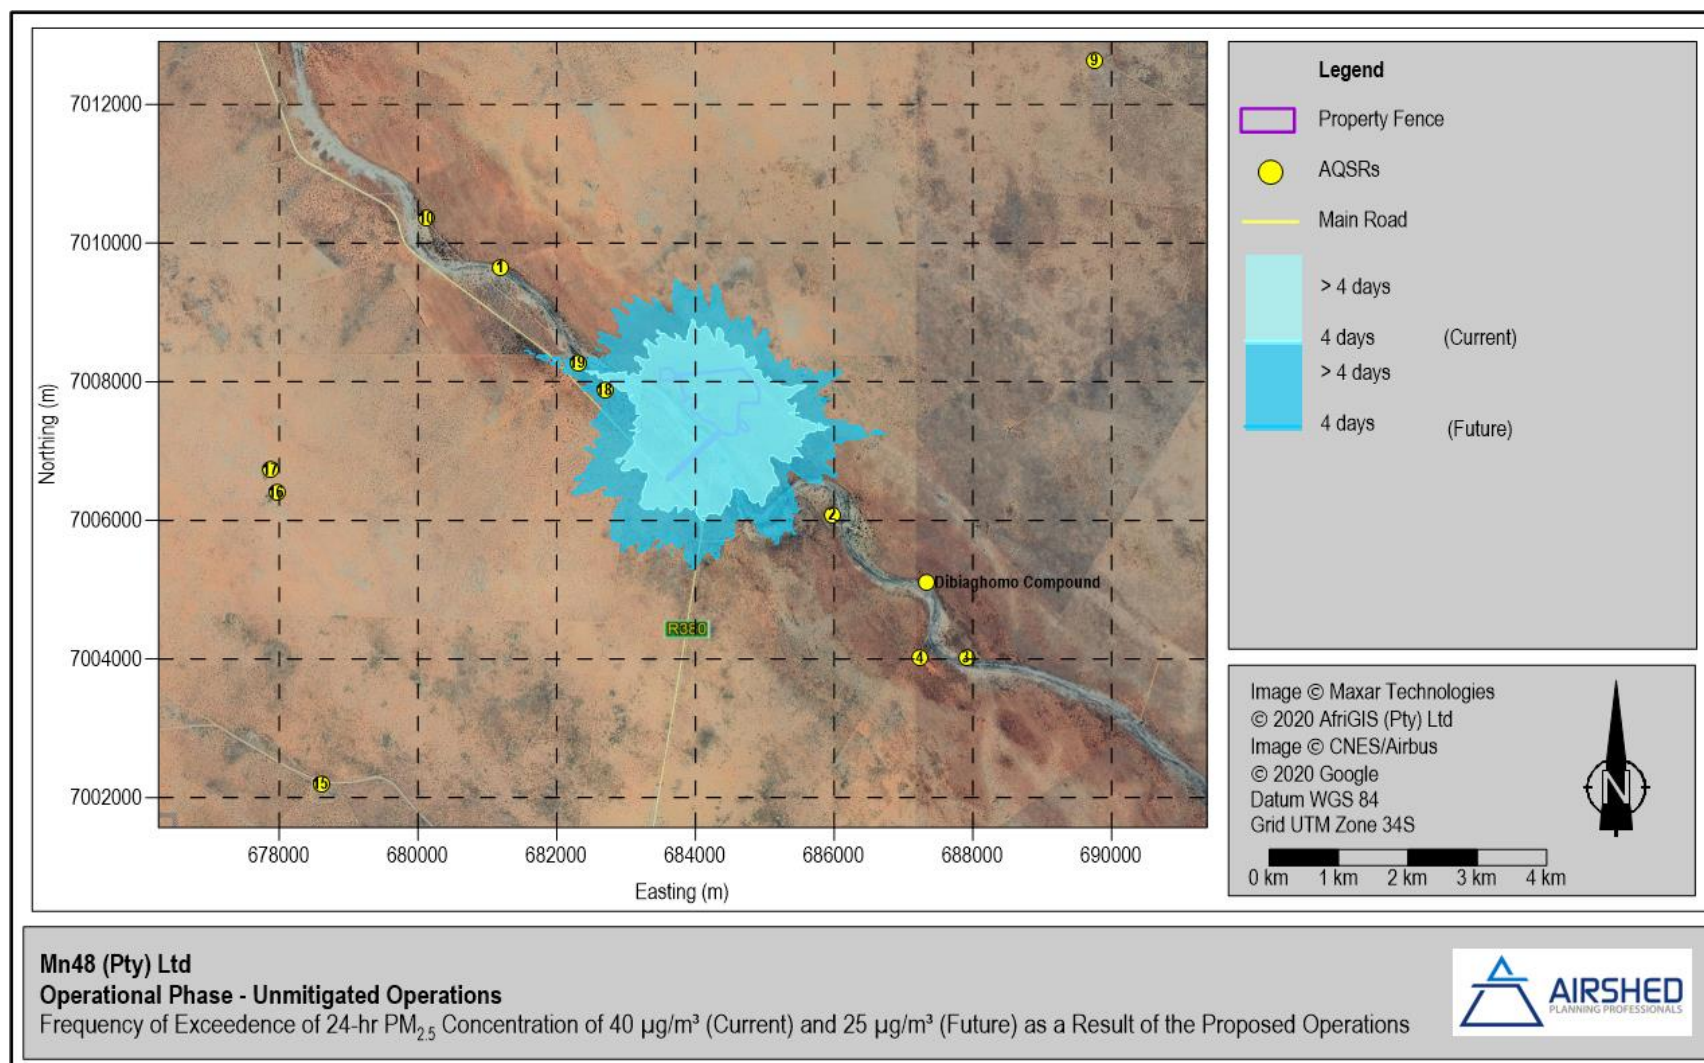 7012000
7010000
7008000
7006000
7004000
7002000
Northing (m)
678000
680000
682000
684000
686000
688000
690000
Easting (m)
9
10
1
19
18
17
16
2
Dibiaghomo Compound
R380
4
3
15
Legend
Property Fence
AQSRs
Main Road
> 4 days
4 days (Current)
> 4 days
4 days (Future)
Image © Maxar Technologies
© 2020 AfriGIS (Pty) Ltd
Image © CNES/Airbus
© 2020 Google
Datum WGS 84
Grid UTM Zone 34S
N
0 km 1 km 2 km 3 km 4 km
Mn48 (Pty) Ltd
Operational Phase - Unmitigated Operations
Frequency of Exceedence of 24-hr PM2.5 Concentration of 40 µg/m³ (Current) and 25 µg/m³ (Future) as a Result of the Proposed Operations
AIRSHED
PLANNING PROFESSIONALS